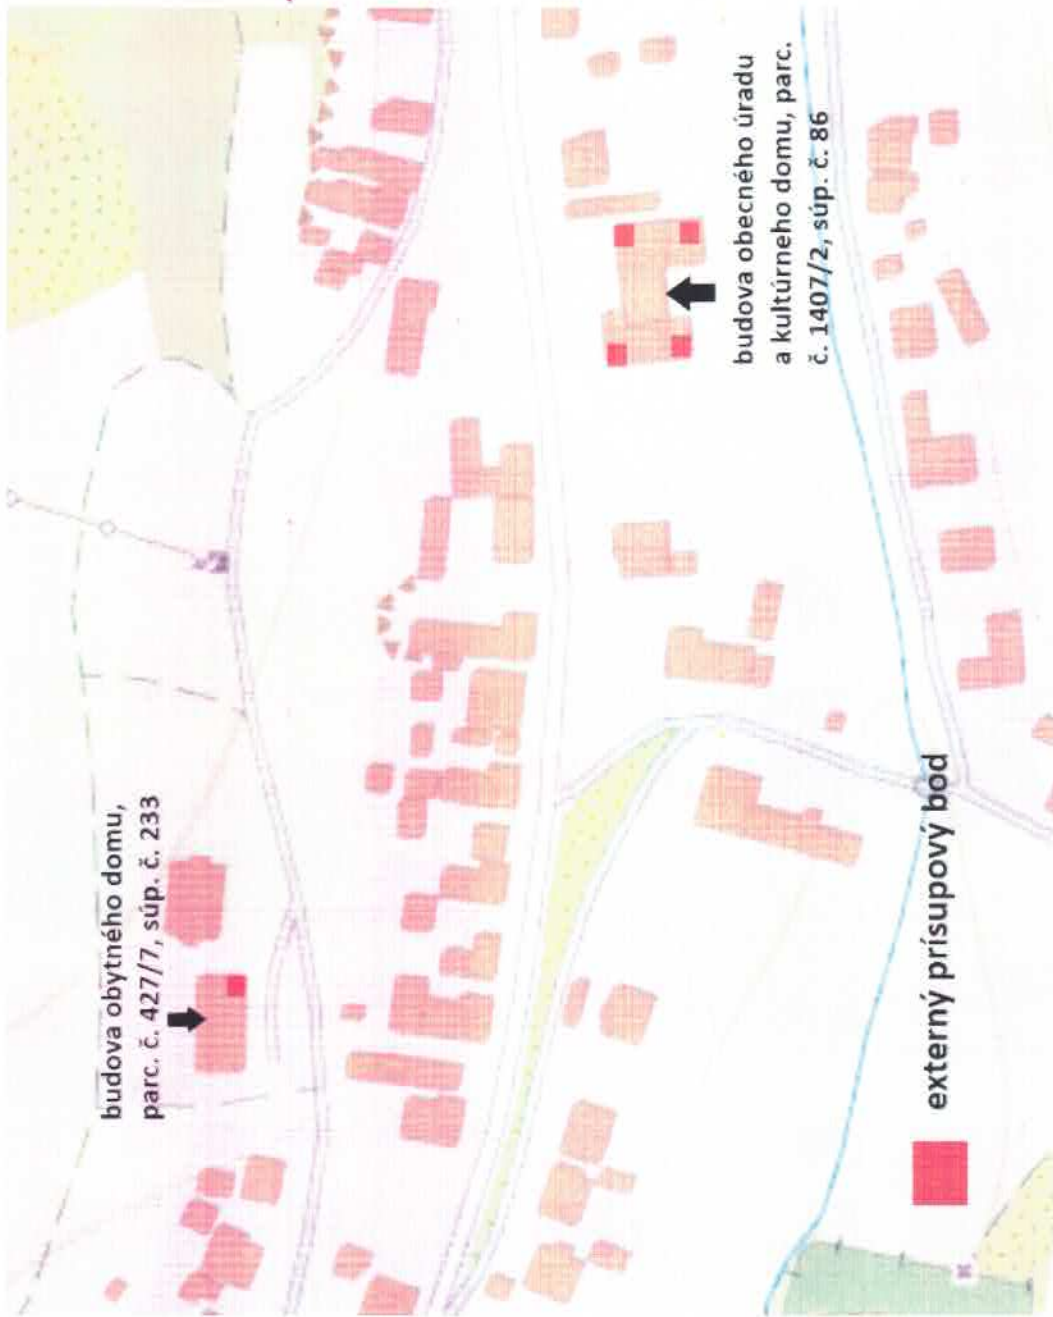 budova obytného domu,
parc. č. 427/7, súp. č. 233
budova obecného úradu
a kultúrneho domu, parc.
č. 1407/2, súp. č. 86
externý prísupový bod